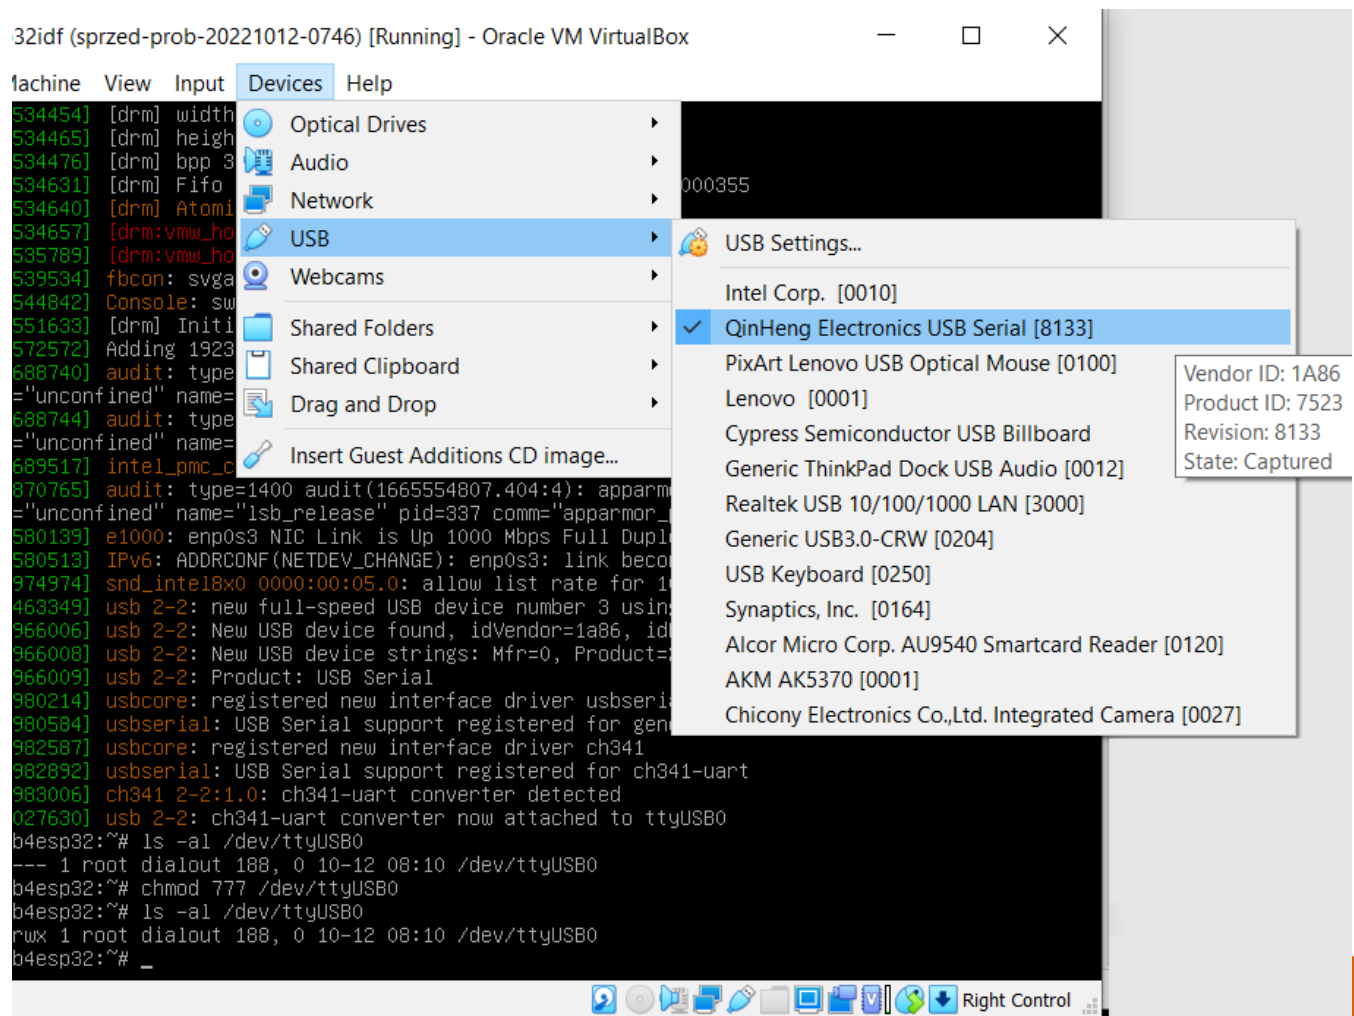 32idf (sprzed-prob-20221012-0746) [Running] - Oracle VM VirtualBox
Machine View Input Devices Help
534454] [drm] width
534465] [drm] heigh
534476] [drm] bpp 3
534631] [drm] Fifo 000355
534640] [drm] Atomi
534657] [drm:vmw_ho
535789] [drm:vmw_ho
539534] fbcon: svga
544842] Console: sw
551633] [drm] Initi
572572] Adding 1923
688740] audit: type
="unconfined" name=
688744] audit: type
="unconfined" name=
689517] intel_pmc_c
870765] audit: type=1400 audit(1665554807.404:4): apparm
="unconfined" name="lsb_release" pid=337 comm="apparmor_
580139] e1000: enp0s3 NIC Link is Up 1000 Mbps Full Dupl
580513] IPv6: ADDRCONF(NETDEV_CHANGE): enp0s3: link beco
974974] snd_intel8x0 0000:00:05.0: allow list rate for 1
463349] usb 2-2: new full-speed USB device number 3 usin
966006] usb 2-2: New USB device found, idVendor=1a86, id
966008] usb 2-2: New USB device strings: Mfr=0, Product=
966009] usb 2-2: Product: USB Serial
980214] usbcore: registered new interface driver usbseri
980584] usbserial: USB Serial support registered for gen
982587] usbcore: registered new interface driver ch341
982892] usbserial: USB Serial support registered for ch341-uart
983006] ch341 2-2:1.0: ch341-uart converter detected
027630] usb 2-2: ch341-uart converter now attached to ttyUSB0
b4esp32:~# ls -al /dev/ttyUSB0
--- 1 root dialout 188, 0 10-12 08:10 /dev/ttyUSB0
b4esp32:~# chmod 777 /dev/ttyUSB0
b4esp32:~# ls -al /dev/ttyUSB0
rwx 1 root dialout 188, 0 10-12 08:10 /dev/ttyUSB0
b4esp32:~# _
Optical Drives
Audio
Network
USB
Webcams
Shared Folders
Shared Clipboard
Drag and Drop
Insert Guest Additions CD image...
USB Settings...
Intel Corp. [0010]
QinHeng Electronics USB Serial [8133]
PixArt Lenovo USB Optical Mouse [0100]
Lenovo [0001]
Cypress Semiconductor USB Billboard
Generic ThinkPad Dock USB Audio [0012]
Realtek USB 10/100/1000 LAN [3000]
Generic USB3.0-CRW [0204]
USB Keyboard [0250]
Synaptics, Inc. [0164]
Alcor Micro Corp. AU9540 Smartcard Reader [0120]
AKM AK5370 [0001]
Chicony Electronics Co.,Ltd. Integrated Camera [0027]
Vendor ID: 1A86
Product ID: 7523
Revision: 8133
State: Captured
Right Control